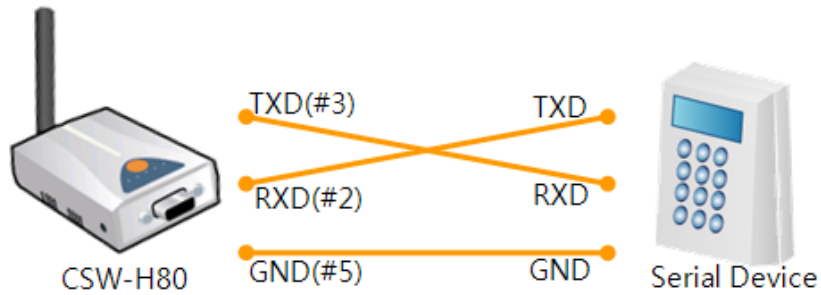 TXD(#3)
TXD
RXD(#2)
RXD
GND(#5)
GND
CSW-H80
Serial Device